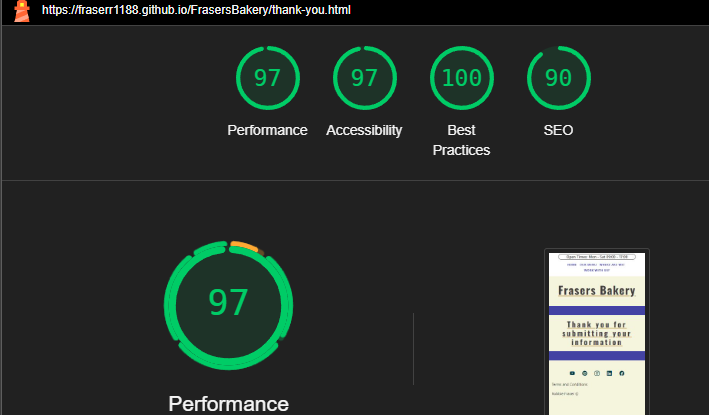 https://fraserr1188.github.io/FrasersBakery/thank-you.html
97
97
100
90
Performance
Accessibility
Best
Practices
SEO
97
Performance
Open Times: Mon - Sat 09:00 - 17:00
Frasers Bakery
Thank you for
submitting your
information
Terms and Conditions